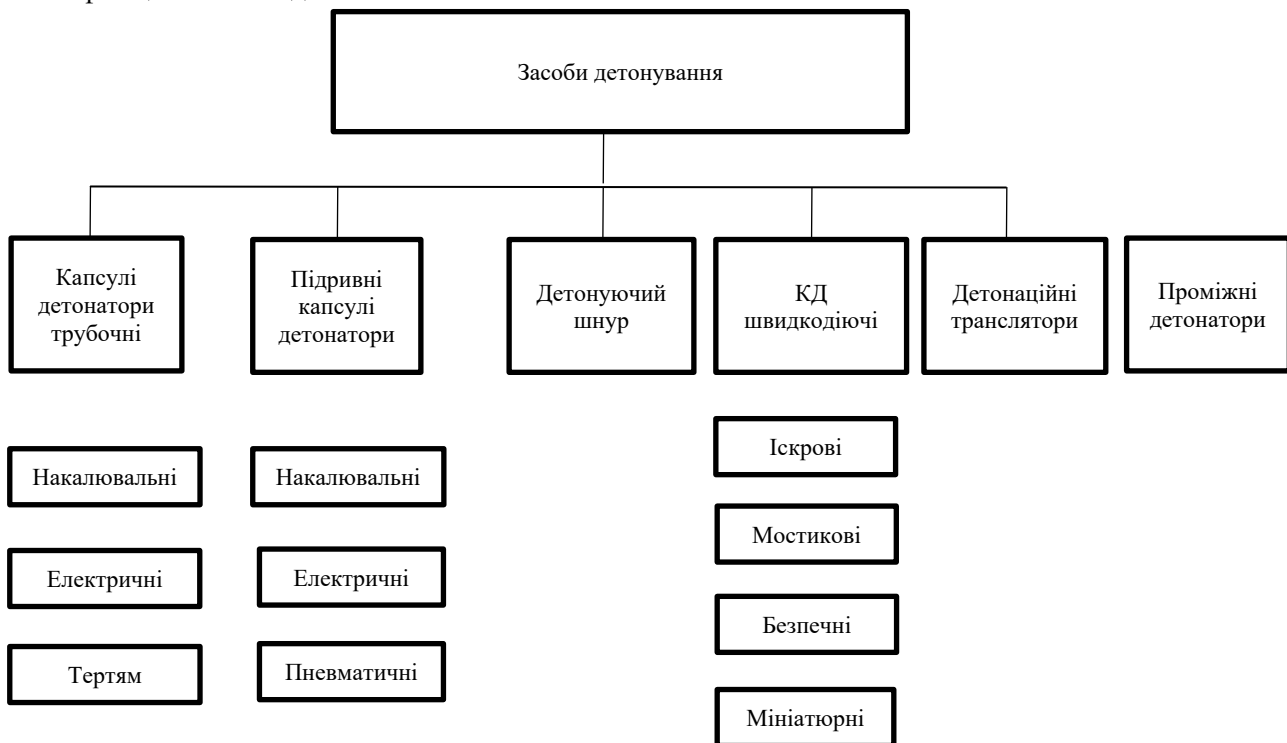 Засоби детонування
Капсулі
детонатори
трубочні
Підривні
капсулі
детонатори
Детонуючий
шнур
КД
швидкодіючі
Детонаційні
транслятори
Проміжні
детонатори
Накалювальні
Накалювальні
Іскрові
Мостикові
Електричні
Електричні
Безпечні
Тертям
Пневматичні
Мініатюрні